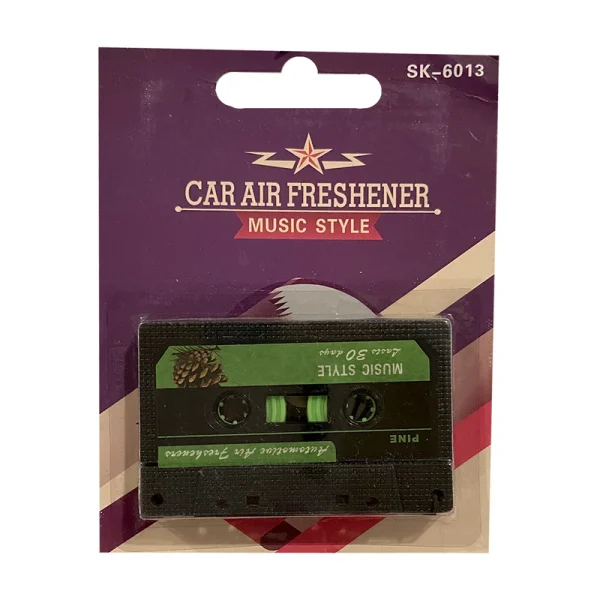 SK-6013
CAR AIR FRESHENER
MUSIC STYLE
Automotive Air Fresheners
PINE
MUSIC STYLE
Lasts 30 days